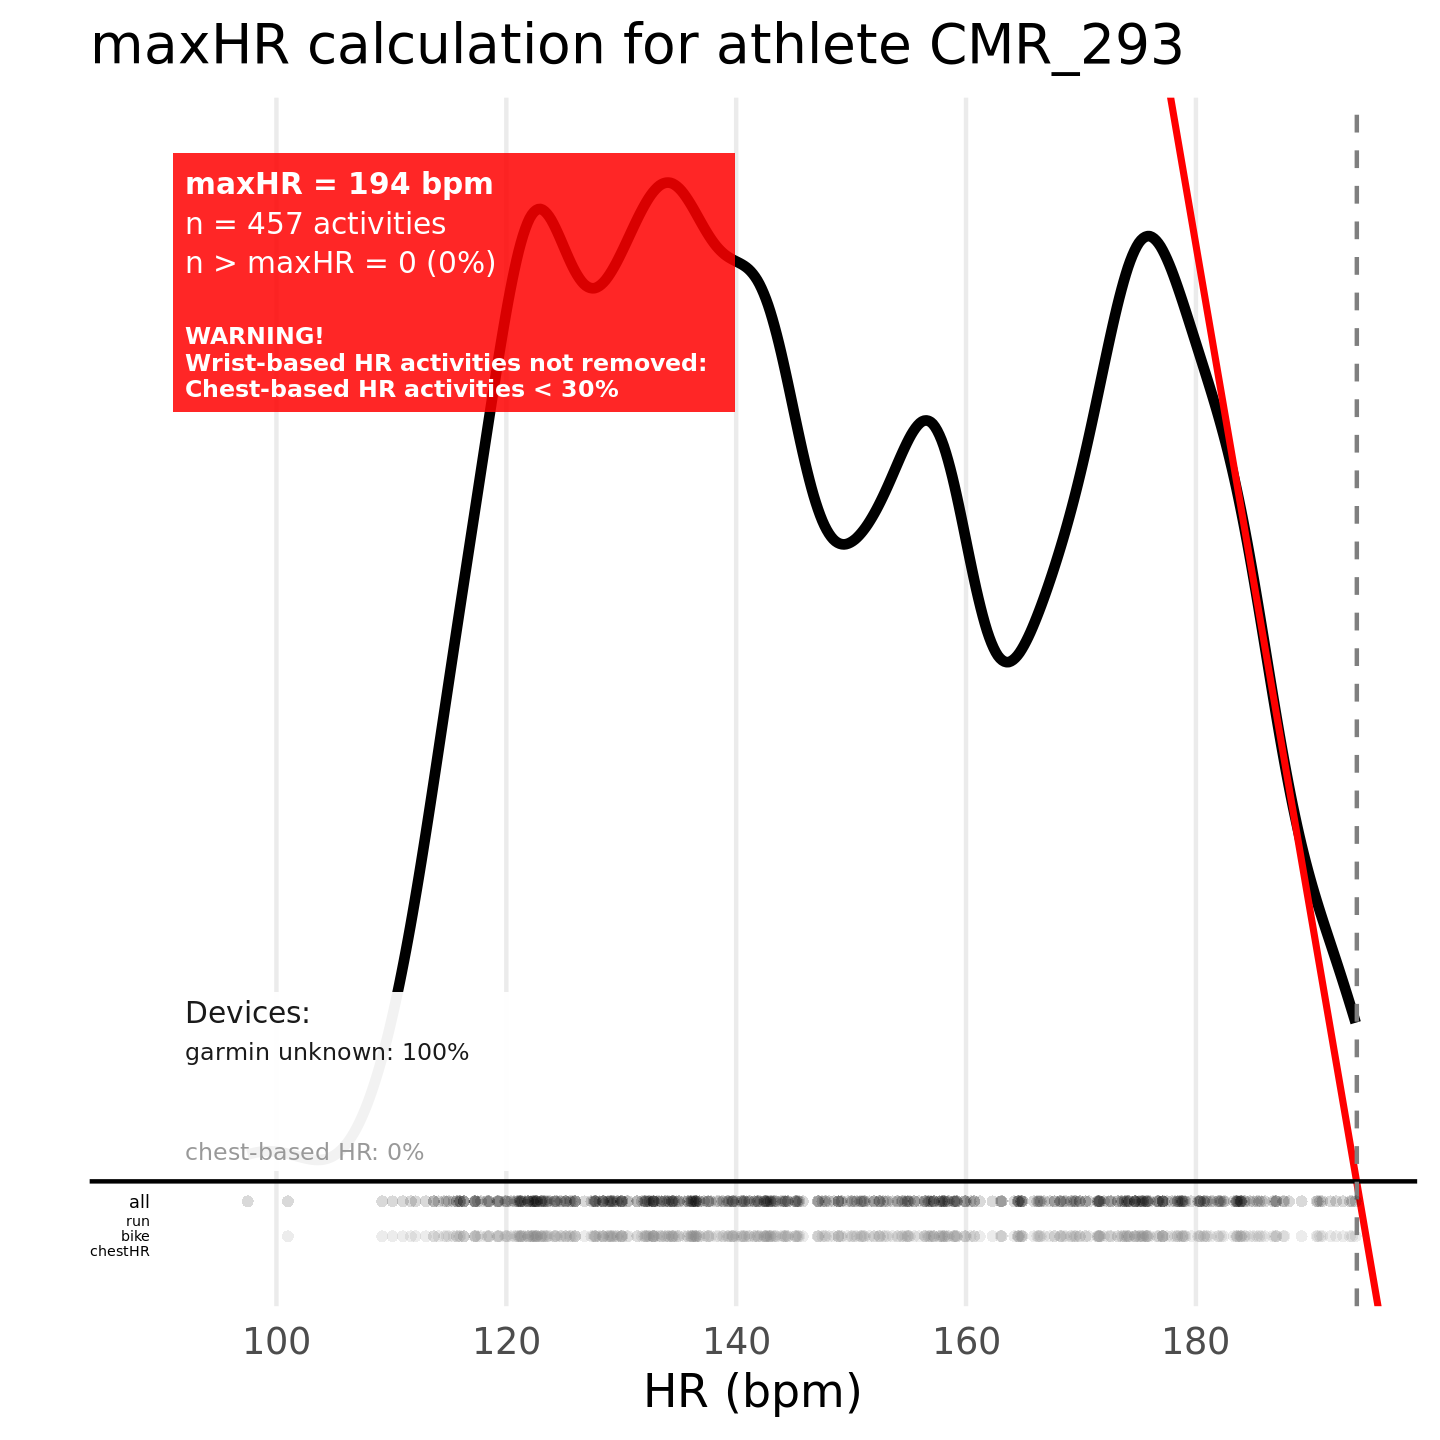 maxHR calculation for athlete CMR_293
maxHR = 194 bpm
n = 457 activities
n > maxHR = 0 (0%)
WARNING!
Wrist-based HR activities not removed:
Chest-based HR activities < 30%
Devices:
garmin unknown: 100%
chest-based HR: 0%
all
run
bike
chestHR
100 120 140 160 180
HR (bpm)